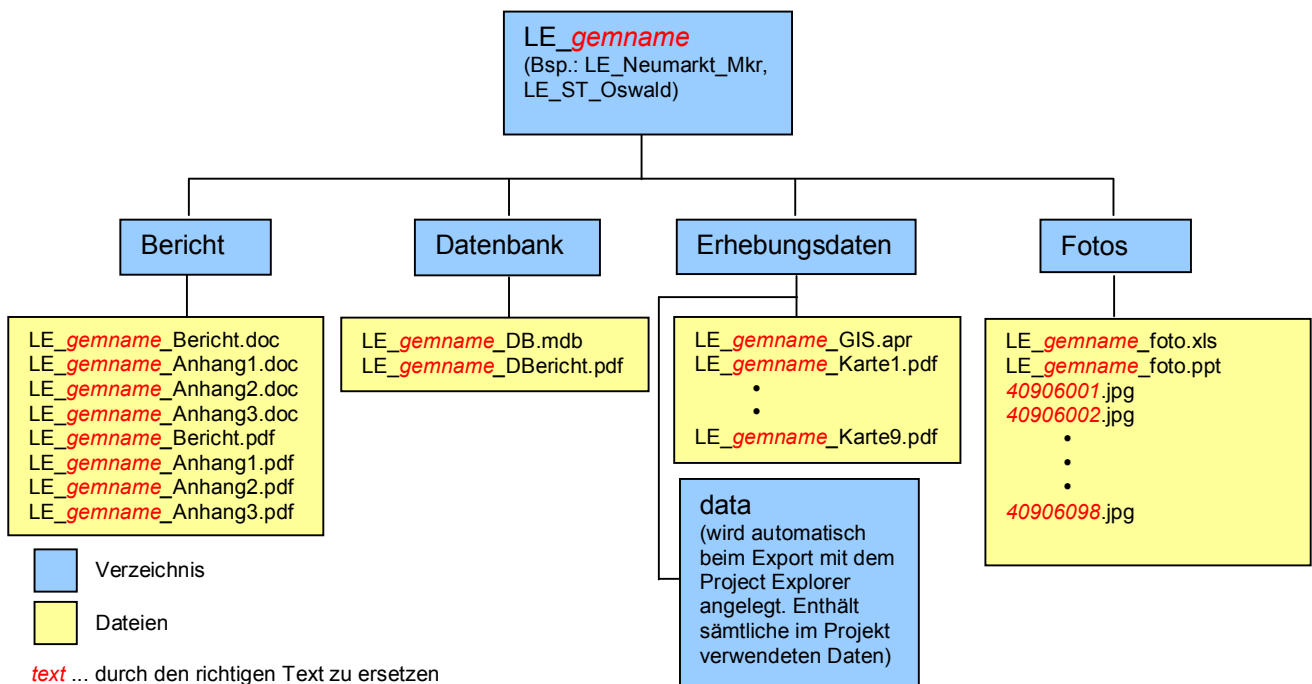 LE_gemname
(Bsp.: LE_Neumarkt_Mkr,
LE_ST_Oswald)
Bericht
Datenbank
Erhebungsdaten
Fotos
LE_gemname_Bericht.doc
LE_gemname_Anhang1.doc
LE_gemname_Anhang2.doc
LE_gemname_Anhang3.doc
LE_gemname_Bericht.pdf
LE_gemname_Anhang1.pdf
LE_gemname_Anhang2.pdf
LE_gemname_Anhang3.pdf
LE_gemname_DB.mdb
LE_gemname_DBericht.pdf
LE_gemname_GIS.apr
LE_gemname_Karte1.pdf
•
•
LE_gemname_Karte9.pdf
LE_gemname_foto.xls
LE_gemname_foto.ppt
40906001.jpg
40906002.jpg
•
•
•
40906098.jpg
data
(wird automatisch
beim Export mit dem
Project Explorer
angelegt. Enthält
sämtliche im Projekt
verwendeten Daten)
Verzeichnis
Dateien
text ... durch den richtigen Text zu ersetzen